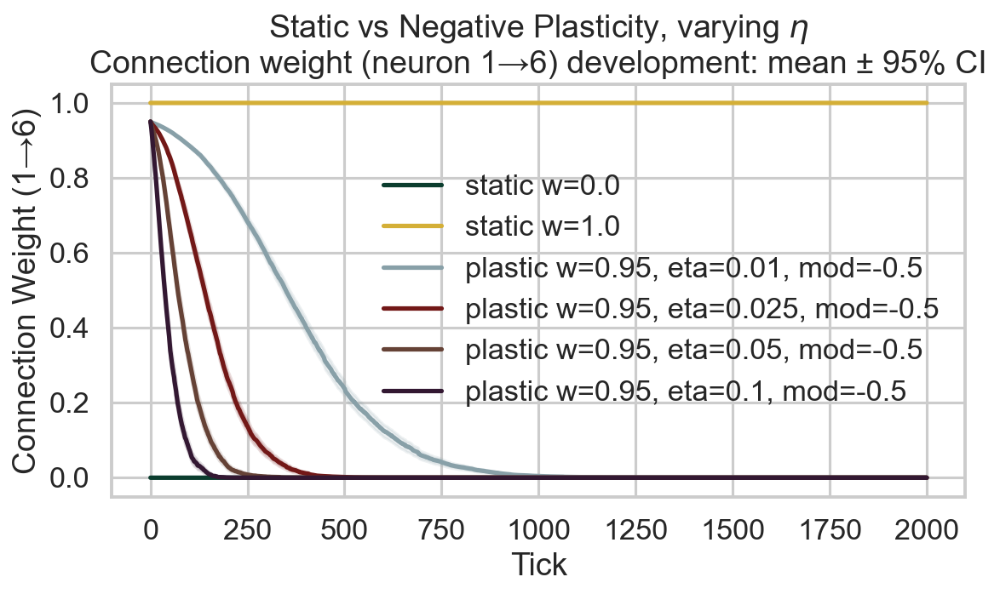 Static vs Negative Plasticity, varying η
Connection weight (neuron 1→6) development: mean ± 95% CI
Connection Weight (1→6)
1.0
0.8
0.6
0.4
0.2
0.0
static w=0.0
static w=1.0
plastic w=0.95, eta=0.01, mod=-0.5
plastic w=0.95, eta=0.025, mod=-0.5
plastic w=0.95, eta=0.05, mod=-0.5
plastic w=0.95, eta=0.1, mod=-0.5
0 250 500 750 1000 1250 1500 1750 2000
Tick